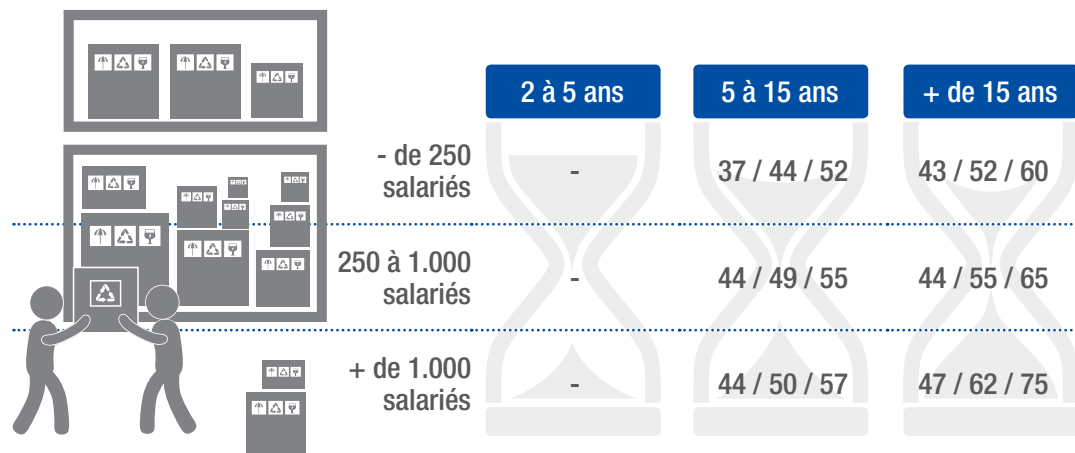 2 à 5 ans
5 à 15 ans
+ de 15 ans
- de 250
salariés
-
37 / 44 / 52
43 / 52 / 60
250 à 1.000
salariés
-
44 / 49 / 55
44 / 55 / 65
+ de 1.000
salariés
-
44 / 50 / 57
47 / 62 / 75